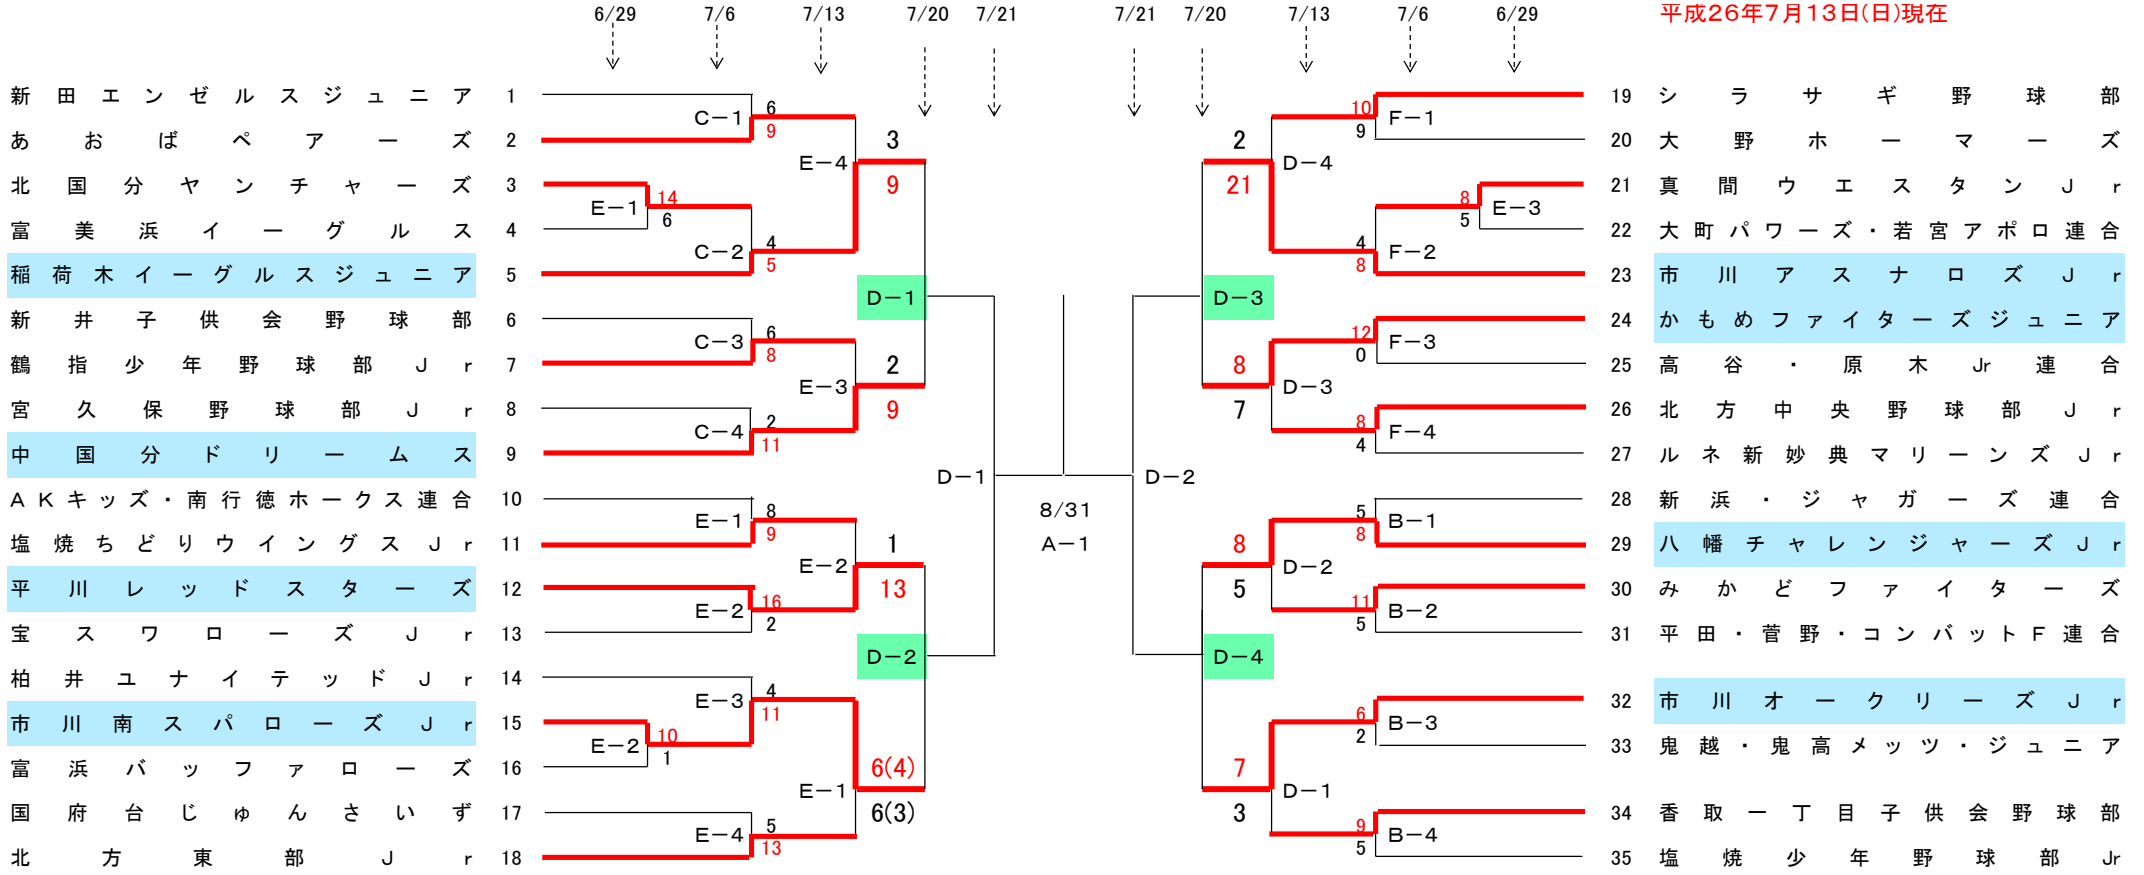 6/29 7/6 7/13 7/20 7/21 7/21 7/20 7/13 7/6 6/29 平成26年7月13日(日)現在
新田エンゼルスジュニア 1 6 10 19 シラサギ野球部
C－1 F－1
あおばペアーズ 2 9 3 2 9 20 大野ホーマーズ
E－4 D－4
北国分ヤンチャーズ 3 14 9 21 8 21 真間ウエスタンJr
E－1 E－3
富美浜イーグルス 4 6 4 4 5 22 大町パワーズ・若宮アポロ連合
C－2 F－2
稲荷木イーグルスジュニア 5 5 8 23 市川アスナロズJr
D－1 D－3
新井子供会野球部 6 6 12 24 かもめファイターズジュニア
C－3 F－3
鶴指少年野球部Jr 7 8 2 8 0 25 高谷・原木Jr連合
E－3 D－3
宮久保野球部Jr 8 2 9 7 8 26 北方中央野球部Jr
C－4 F－4
中国分ドリームス 9 11 4 27 ルネ新妙典マリーンズJr
D－1 D－2
AKキッズ・南行徳ホークス連合 10 8 8/31 5 28 新浜・ジャガーズ連合
E－1 B－1
塩焼ちどりウイングスJr 11 9 1 A－1 8 8 29 八幡チャレンジャーズJr
E－2 D－2
平川レッドスターズ 12 16 13 5 11 30 みかどファイターズ
E－2 B－2
宝スワローズJr 13 2 5 31 平田・菅野・コンバットF連合
D－2 D－4
柏井ユナイテッドJr 14 4 6 32 市川オークリーズJr
E－3 B－3
市川南スパローズJr 15 10 11 2 33 鬼越・鬼高メッツ・ジュニア
E－2
富浜バッファローズ 16 1 6(4) 7
E－1 D－1
国府台じゅんさいず 17 5 6(3) 3 9 34 香取一丁目子供会野球部
E－4 B－4
北方東部Jr 18 13 5 35 塩焼少年野球部Jr